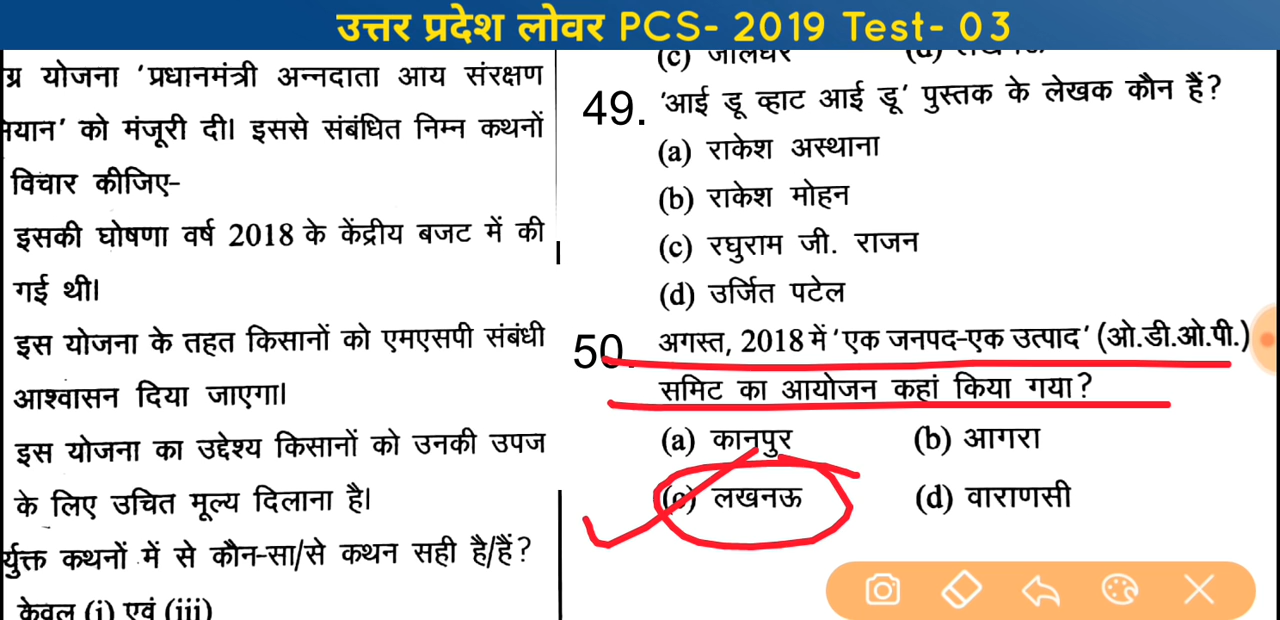 उत्तर प्रदेश लोवर PCS- 2019 Test- 03
ग्र योजना 'प्रधानमंत्री अन्नदाता आय संरक्षण
को मंजूरी दी। इससे संबंधित निम्न कथनों
विचार कीजिए-
इसकी घोषणा वर्ष 2018 के केंद्रीय बजट में की
गई थी।
इस योजना के तहत किसानों को एमएसपी संबंधी
आश्वासन दिया जाएगा।
इस योजना का उद्देश्य किसानों को उनकी उपज
के लिए उचित मूल्य दिलाना है।
कथनों में से कौन-सा/से कथन सही है/हैं?
केवल (i) एवं (iii)
(c) जालंधर
49. 'आई डू व्हाट आई डू' पुस्तक के लेखक कौन हैं?
(a) राकेश अस्थाना
(b) राकेश मोहन
(c) रघुराम जी. राजन
(d) उर्जित पटेल
50. अगस्त, 2018 में 'एक जनपद-एक उत्पाद' (ओ.डी.ओ.पी.)
समिट का आयोजन कहां किया गया?
(a) कानपुर (b) आगरा
(c) लखनऊ (d) वाराणसी